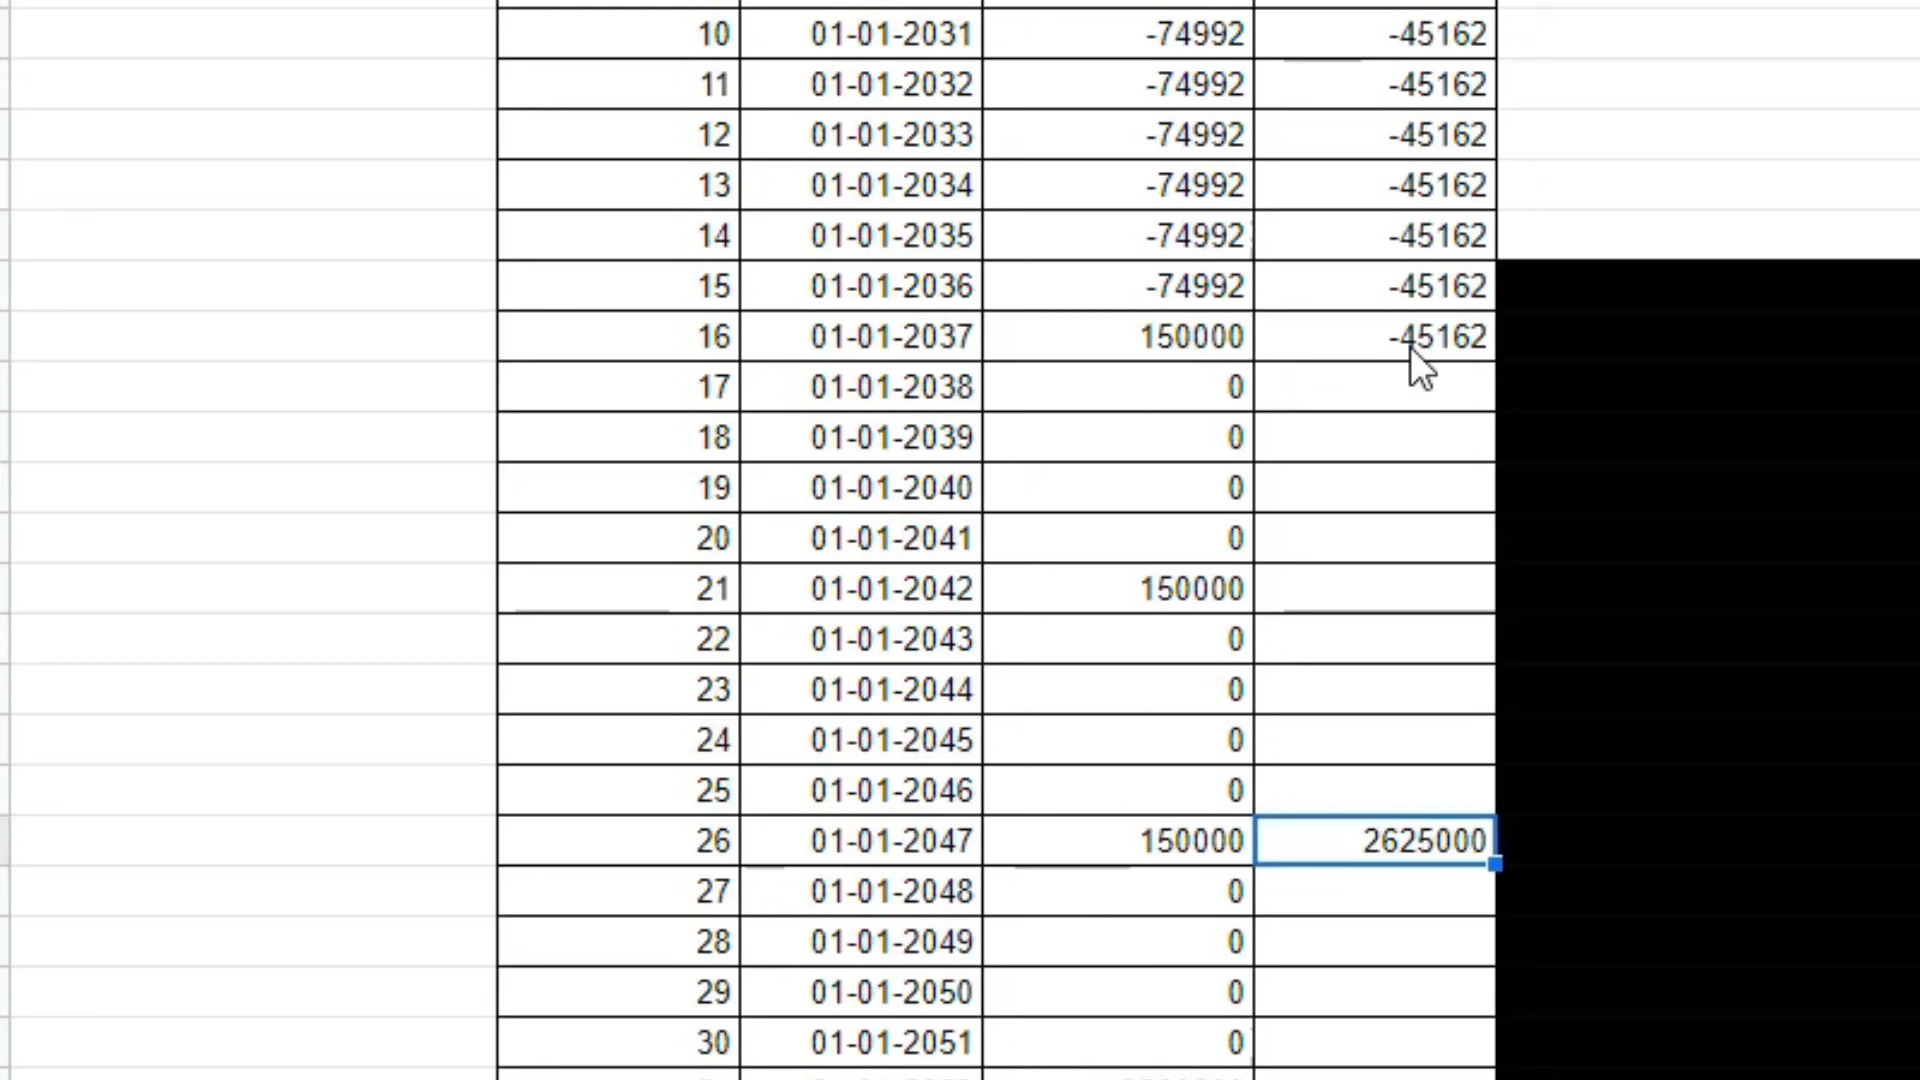 10 01-01-2031 -74992 -45162
11 01-01-2032 -74992 -45162
12 01-01-2033 -74992 -45162
13 01-01-2034 -74992 -45162
14 01-01-2035 -74992 -45162
15 01-01-2036 -74992 -45162
16 01-01-2037 150000 -45162
17 01-01-2038 0
18 01-01-2039 0
19 01-01-2040 0
20 01-01-2041 0
21 01-01-2042 150000
22 01-01-2043 0
23 01-01-2044 0
24 01-01-2045 0
25 01-01-2046 0
26 01-01-2047 150000 2625000
27 01-01-2048 0
28 01-01-2049 0
29 01-01-2050 0
30 01-01-2051 0